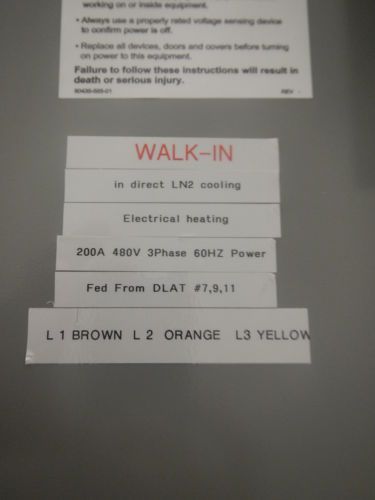 working on or inside equipment.
• Always use a properly rated voltage sensing device
to confirm power is off.
• Replace all devices, doors and covers before turning
on power to this equipment.
Failure to follow these instructions will result in
death or serious injury.
REV -
WALK-IN
in direct LN2 cooling
Electrical heating
200A 480V 3Phase 60HZ Power
Fed From DLAT #7,9,11
L 1 BROWN L 2 ORANGE L3 YELLOW